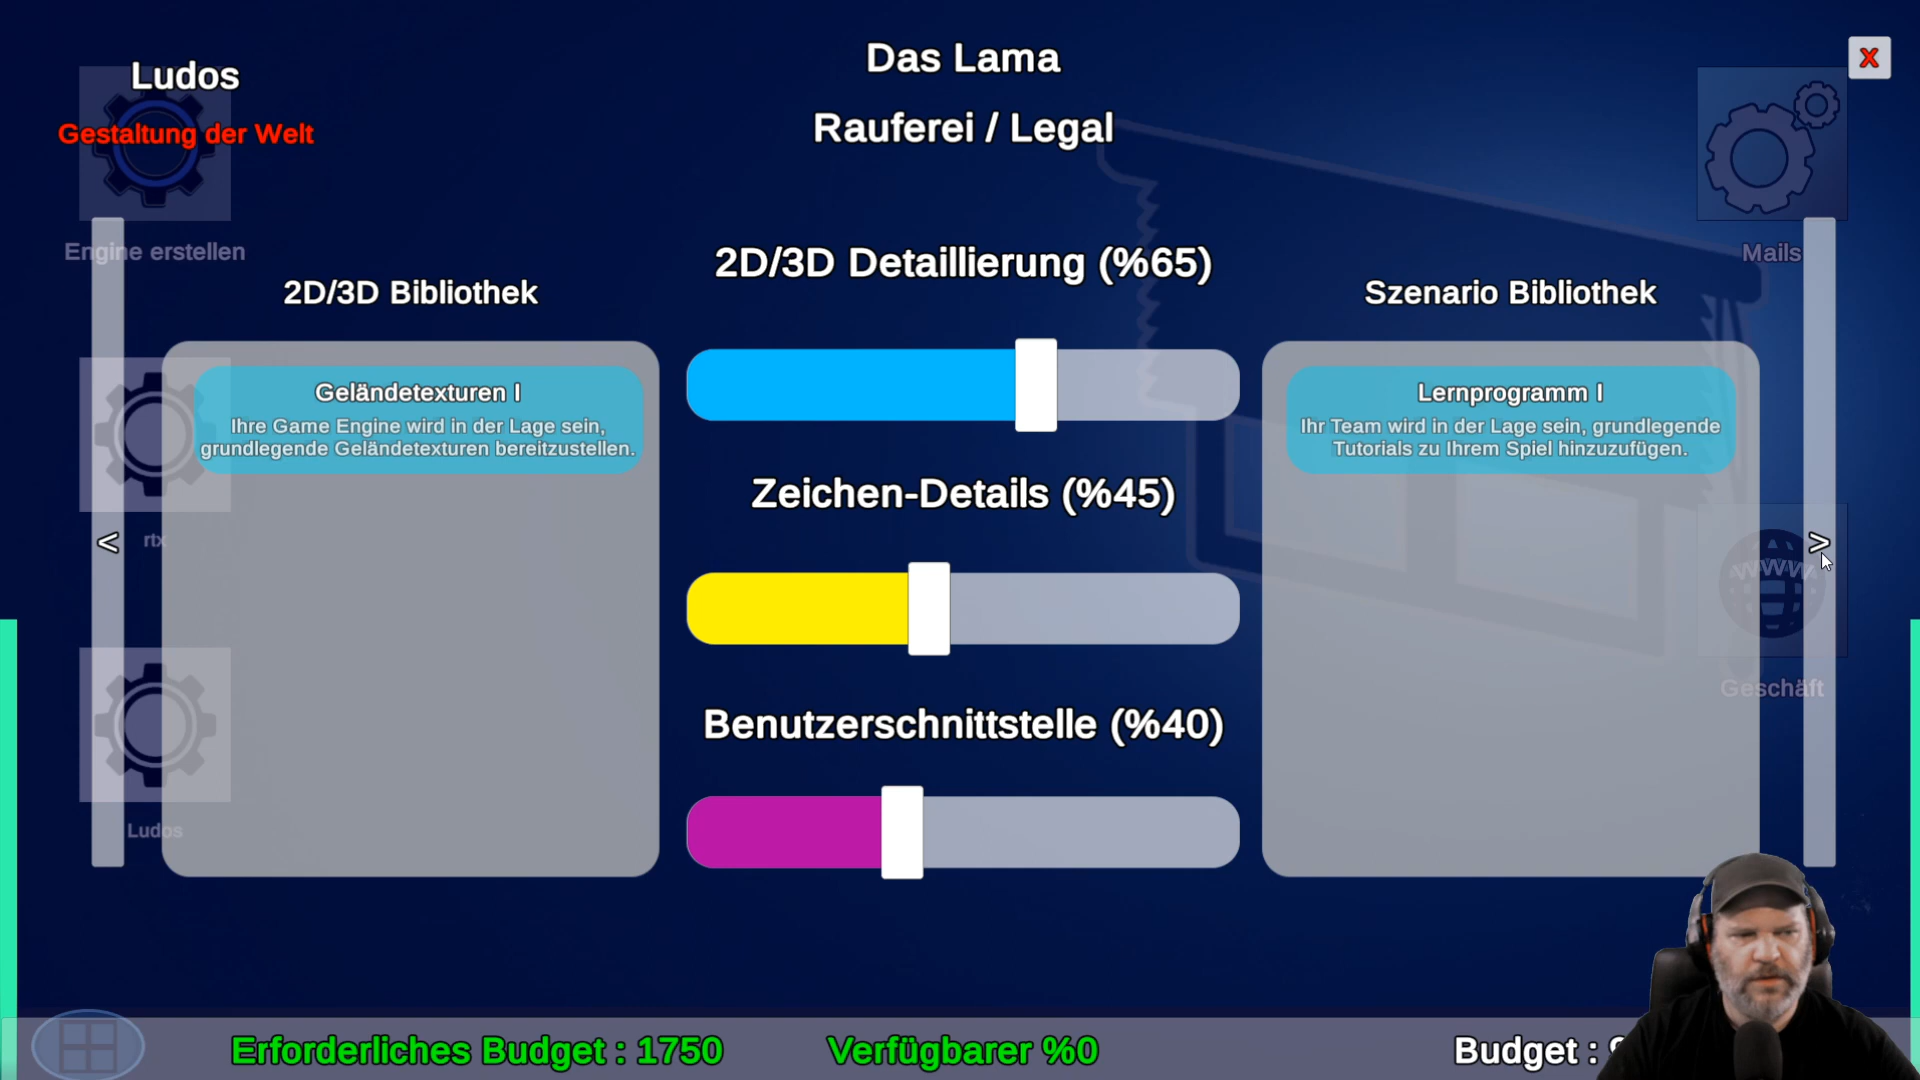 Ludos
Gestaltung der Welt
Das Lama
Rauferei / Legal
X
Engine erstellen
Mails
2D/3D Bibliothek
2D/3D Detaillierung (%65)
Szenario Bibliothek
Geländetexturen I
Ihre Game Engine wird in der Lage sein,
grundlegende Geländetexturen bereitzustellen.
Lernprogramm I
Ihr Team wird in der Lage sein, grundlegende
Tutorials zu Ihrem Spiel hinzuzufügen.
Zeichen-Details (%45)
<
rtx
>
WWW
Geschäft
Benutzerschnittstelle (%40)
Ludos
Erforderliches Budget : 1750
Verfügbarer %0
Budget :